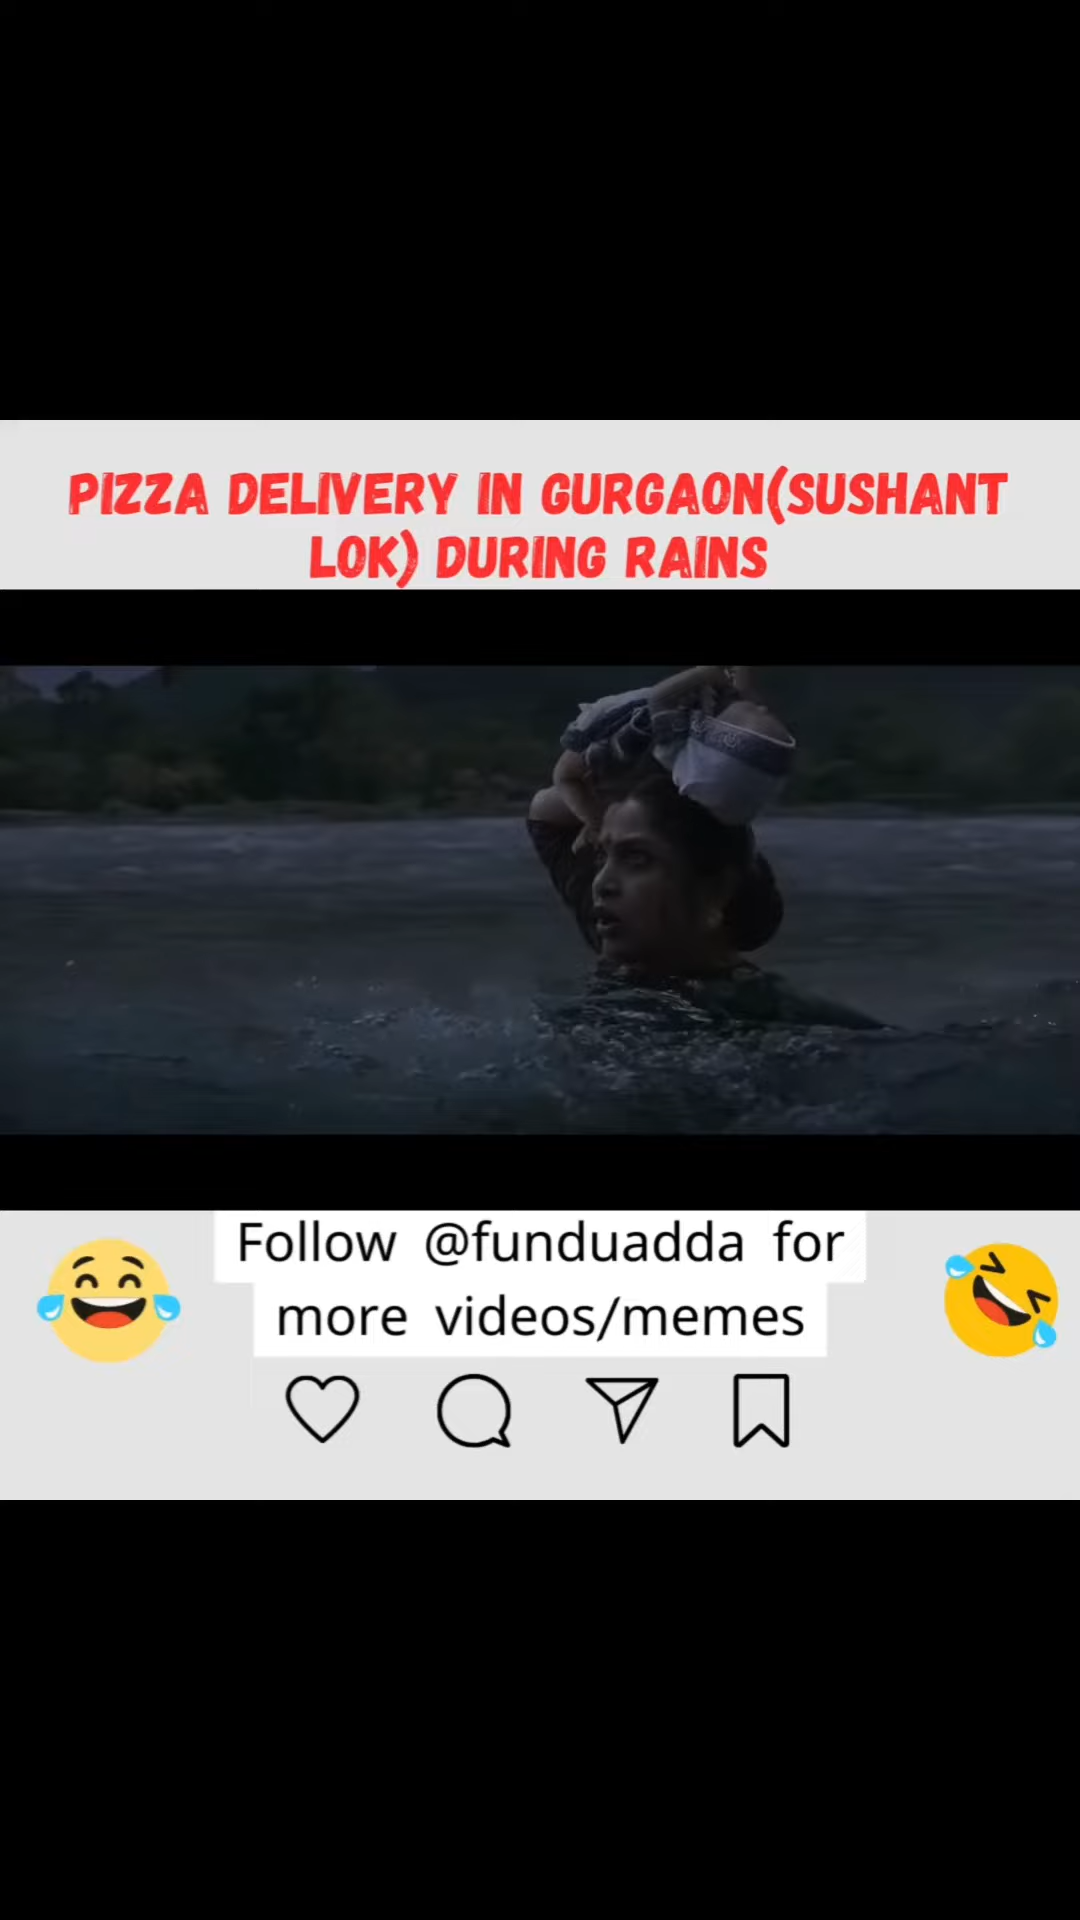 PIZZA DELIVERY IN GURGAON(SUSHANT
LOK) DURING RAINS
Follow @funduadda for
more videos/memes